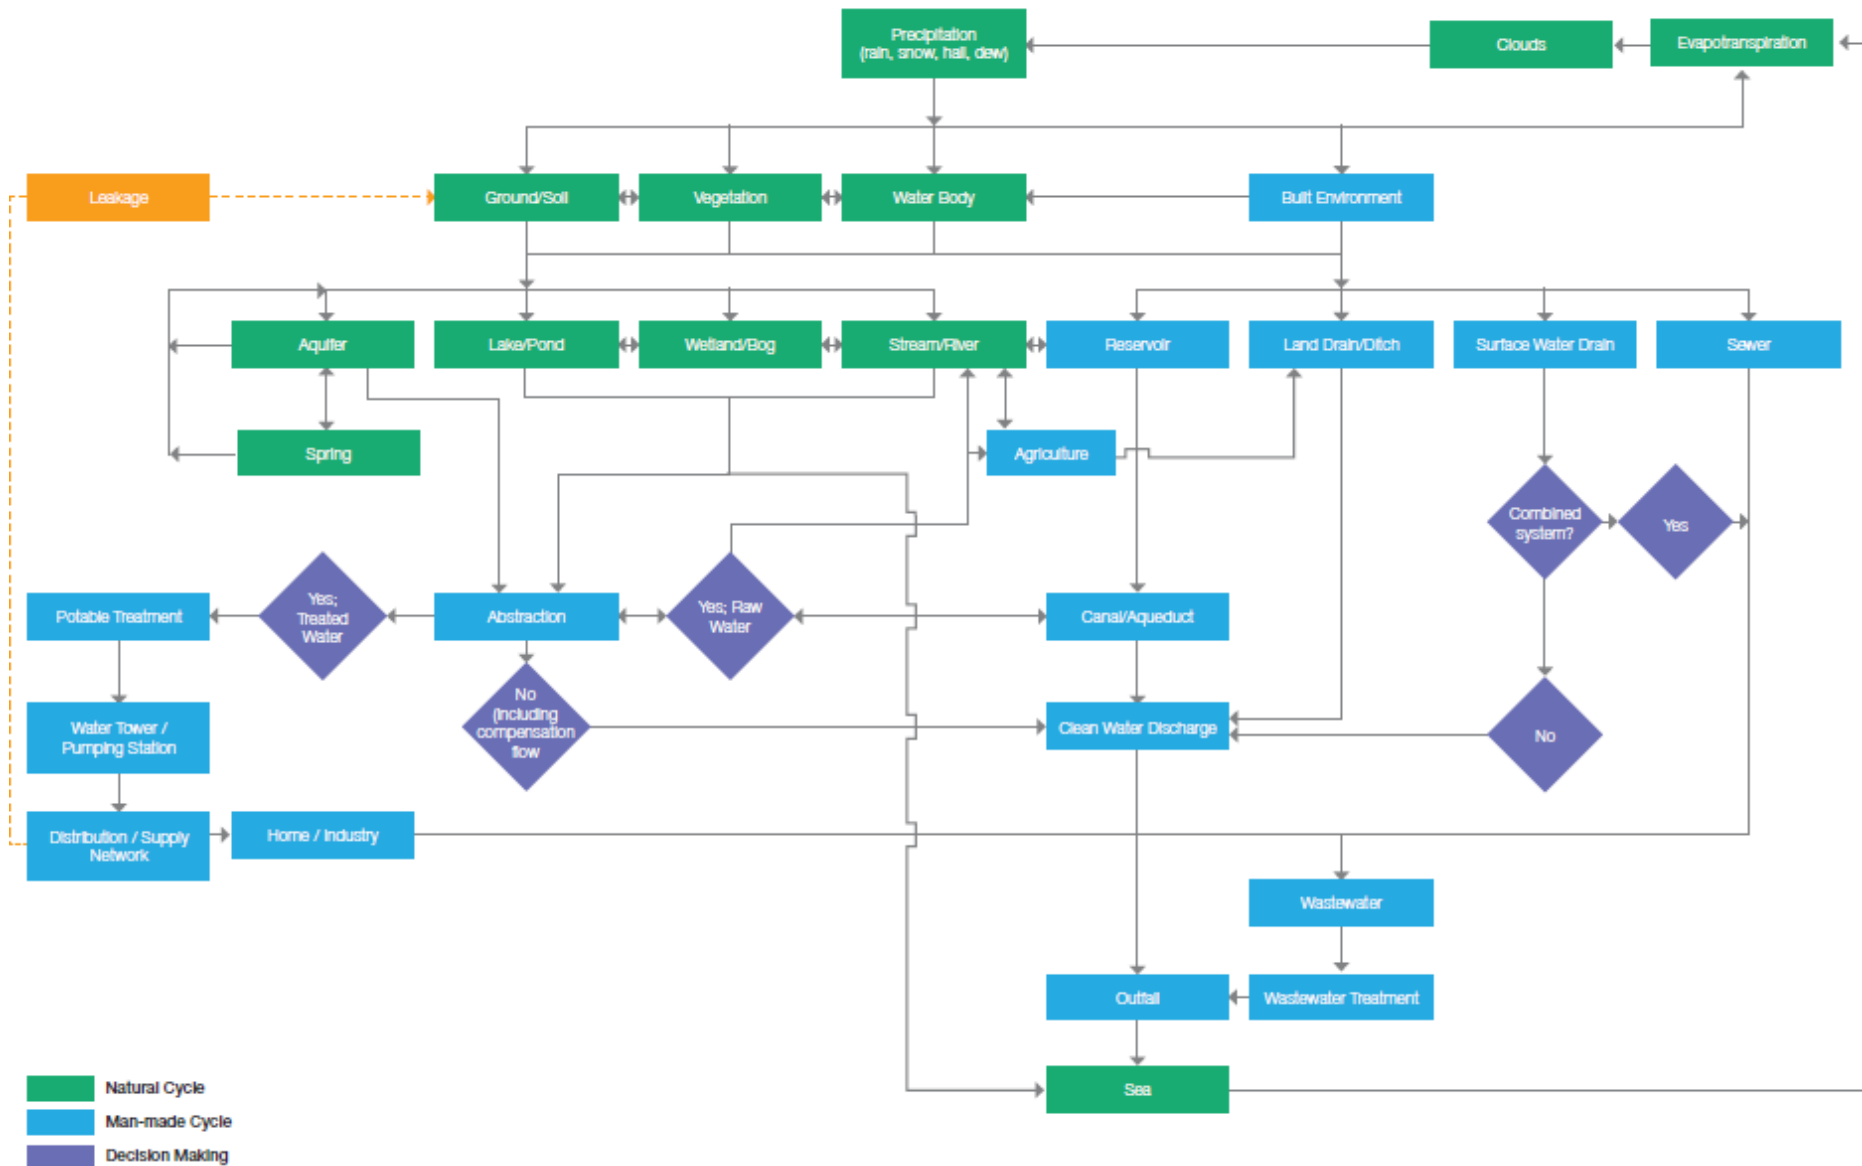 Precipitation
(rain, snow, hail, dew)
Clouds
Evapotranspiration
Leakage
Ground/Soil
Vegetation
Water Body
Built Environment
Aquifer
Lake/Pond
Wetland/Bog
Stream/River
Reservoir
Land Drain/Ditch
Surface Water Drain
Sewer
Spring
Agriculture
Combined
system?
Yes
Potable Treatment
Yes;
Treated
Water
Abstraction
Yes; Raw
Water
Canal/Aqueduct
Water Tower /
Pumping Station
No
(including
compensation
flow
Clean Water Discharge
No
Distribution / Supply
Network
Home / Industry
Wastewater
Outfall
Wastewater Treatment
Sea
Natural Cycle
Man-made Cycle
Decision Making